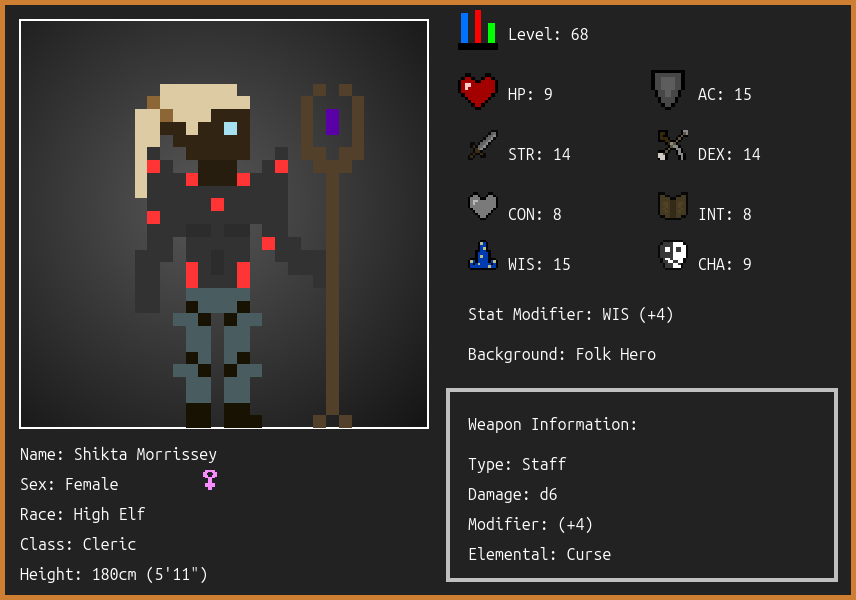 Level: 68
HP: 9
AC: 15
STR: 14
DEX: 14
CON: 8
INT: 8
WIS: 15
CHA: 9
Stat Modifier: WIS (+4)
Background: Folk Hero
Weapon Information:
Type: Staff
Damage: d6
Modifier: (+4)
Elemental: Curse
Name: Shikta Morrissey
Sex: Female
Race: High Elf
Class: Cleric
Height: 180cm (5'11")